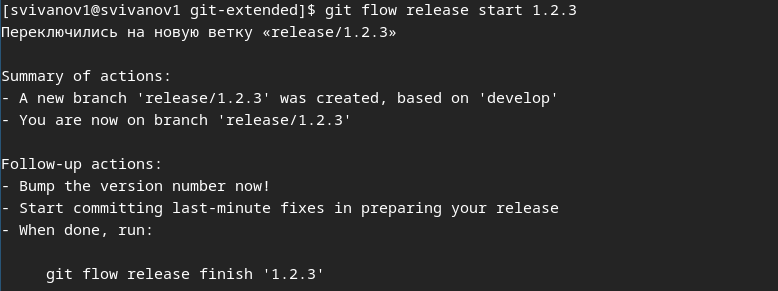 [svivanov1@svivanov1 git-extended]$ git flow release start 1.2.3
Переключились на новую ветку «release/1.2.3»
Summary of actions:
- A new branch 'release/1.2.3' was created, based on 'develop'
- You are now on branch 'release/1.2.3'
Follow-up actions:
- Bump the version number now!
- Start committing last-minute fixes in preparing your release
- When done, run:
git flow release finish '1.2.3'